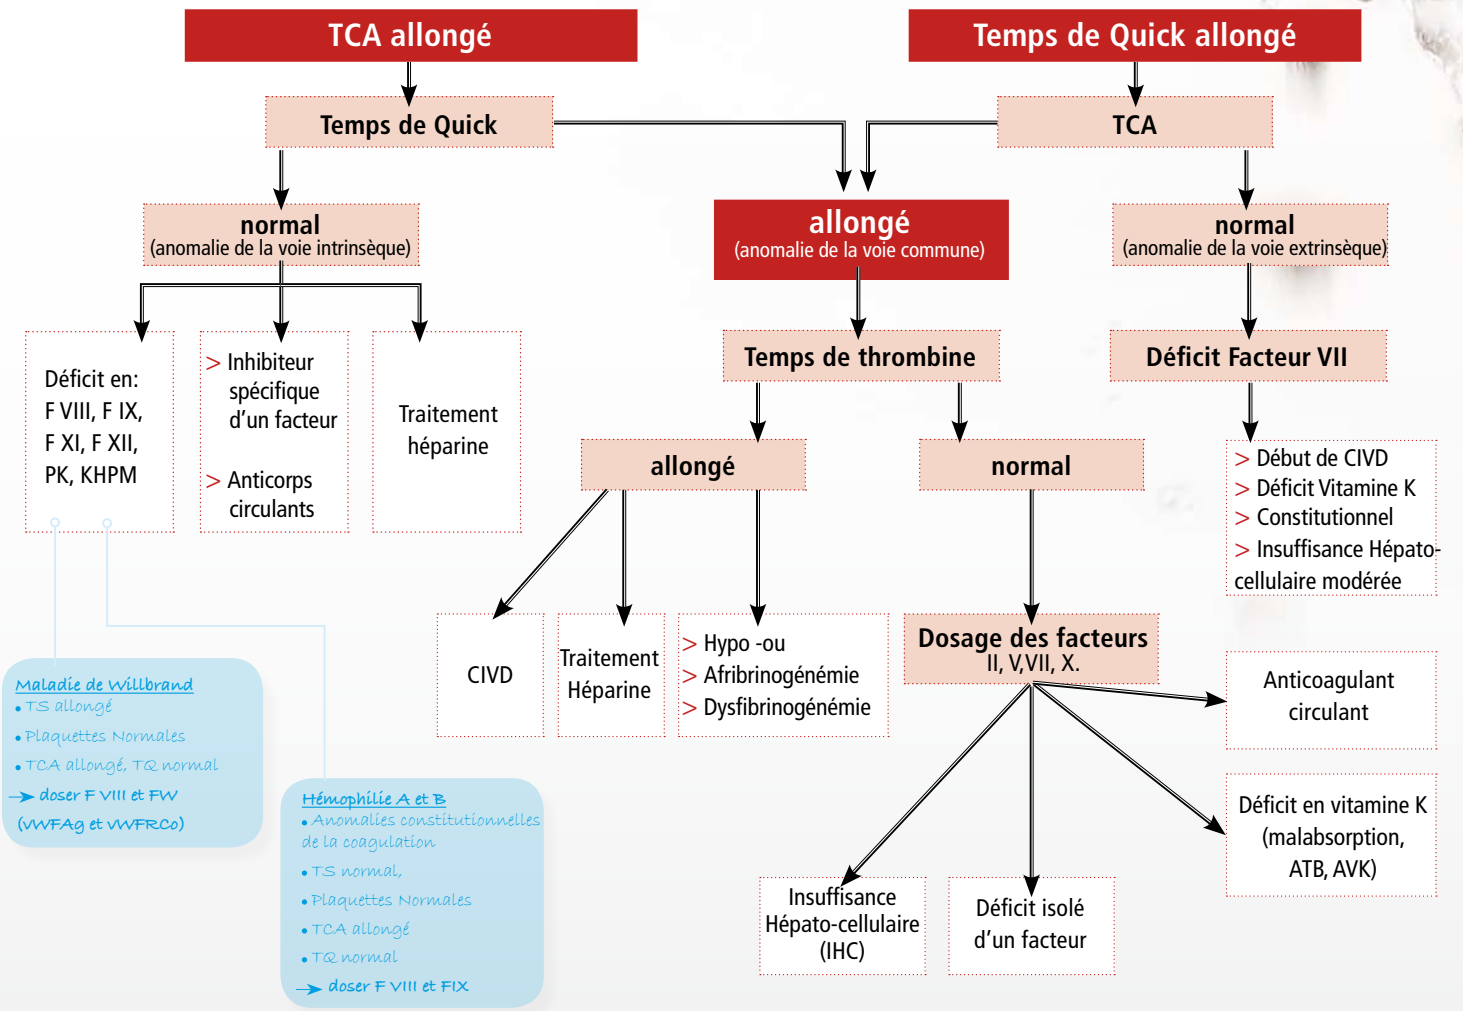 TCA allongé
Temps de Quick allongé
Temps de Quick
TCA
normal
(anomalie de la voie intrinsèque)
allongé
(anomalie de la voie commune)
normal
(anomalie de la voie extrinsèque)
Déficit en:
F VIII, F IX,
F XI, F XII,
PK, KHPM
> Inhibiteur
spécifique
d'un facteur
> Anticorps
circulants
Traitement
héparine
Temps de thrombine
Déficit Facteur VII
allongé
normal
> Début de CIVD
> Déficit Vitamine K
> Constitutionnel
> Insuffisance Hépato-
cellulaire modérée
CIVD
Traitement
Héparine
> Hypo -ou
> Afribrinogénémie
> Dysfibrinogénémie
Dosage des facteurs
II, V,VII, X.
Anticoagulant
circulant
Déficit en vitamine K
(malabsorption,
ATB, AVK)
Insuffisance
Hépato-cellulaire
(IHC)
Déficit isolé
d'un facteur
Maladie de Willbrand
• TS allongé
• Plaquettes Normales
• TCA allongé, TQ normal
→ doser F VIII et FW
(VWFAg et VWFRCo)
Hémophilie A et B
• Anomalies constitutionnelles
de la coagulation
• TS normal,
• Plaquettes Normales
• TCA allongé
• TQ normal
→ doser F VIII et FIX